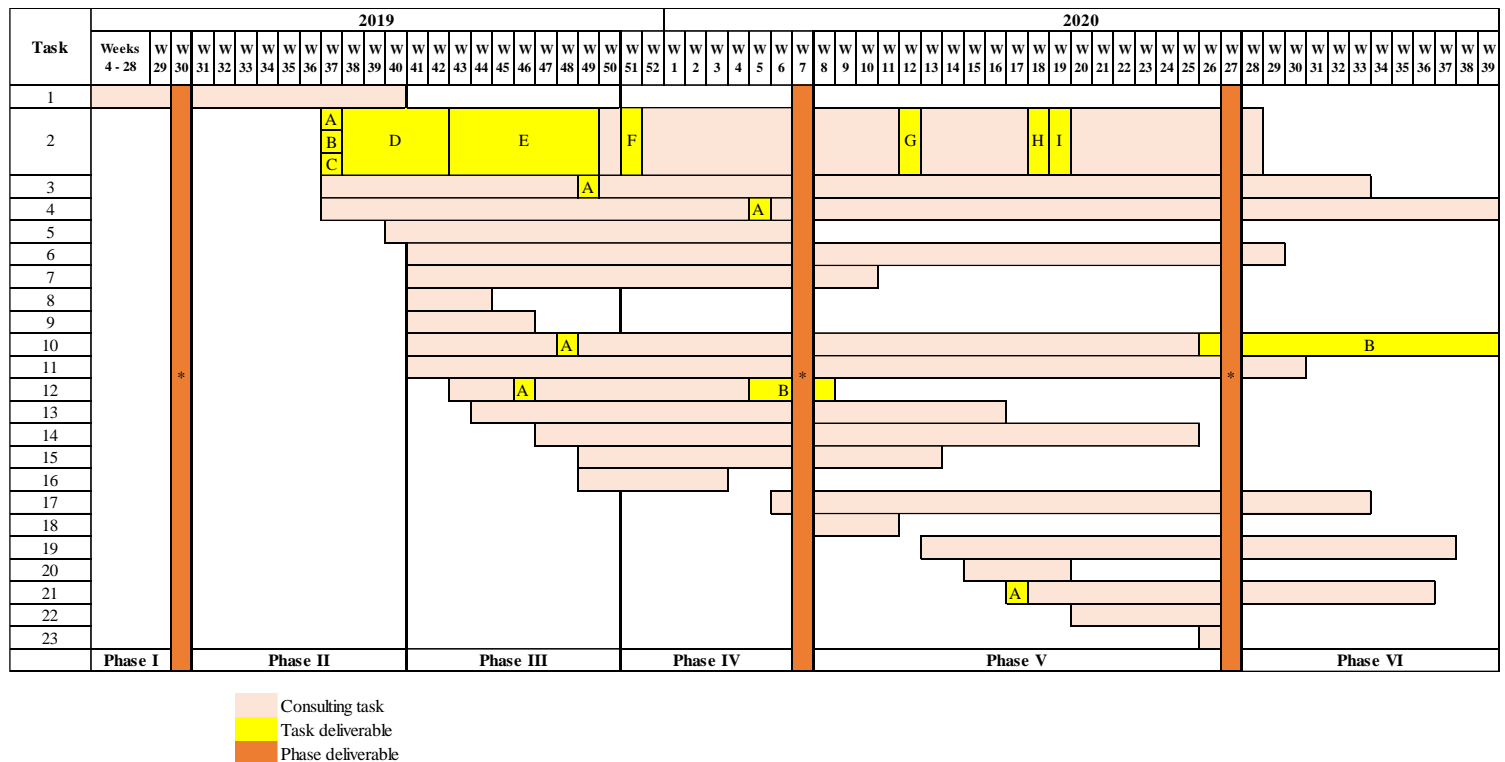 2019 2020
Task Weeks 4 - 28 W 29 W 30 W 31 W 32 W 33 W 34 W 35 W 36 W 37 W 38 W 39 W 40 W 41 W 42 W 43 W 44 W 45 W 46 W 47 W 48 W 49 W 50 W 51 W 52 W 1 W 2 W 3 W 4 W 5 W 6 W 7 W 8 W 9 W 10 W 11 W 12 W 13 W 14 W 15 W 16 W 17 W 18 W 19 W 20 W 21 W 22 W 23 W 24 W 25 W 26 W 27 W 28 W 29 W 30 W 31 W 32 W 33 W 34 W 35 W 36 W 37 W 38 W 39
1
A
2 B D E F G H I
C
3 A
4 A
5
6
7
8
9
10 A B
11
* * *
12 A B
13
14
15
16
17
18
19
20
21 A
22
23
Phase I Phase II Phase III Phase IV Phase V Phase VI
Consulting task
Task deliverable
Phase deliverable